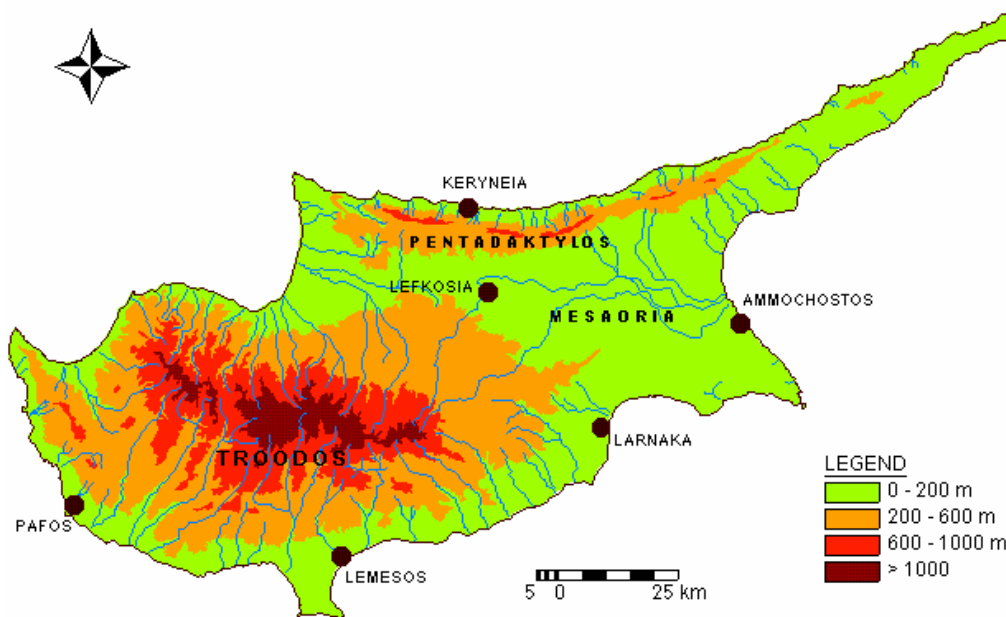 KERYNEIA
PENTADAKTYLOS
LEFKOSIA
AMMOCHOSTOS
MESAORIA
LARNAKA
TROODOS
LEGEND
0 - 200 m
200 - 600 m
600 - 1000 m
> 1000
PAFOS
LEMESOS
5 0 25 km